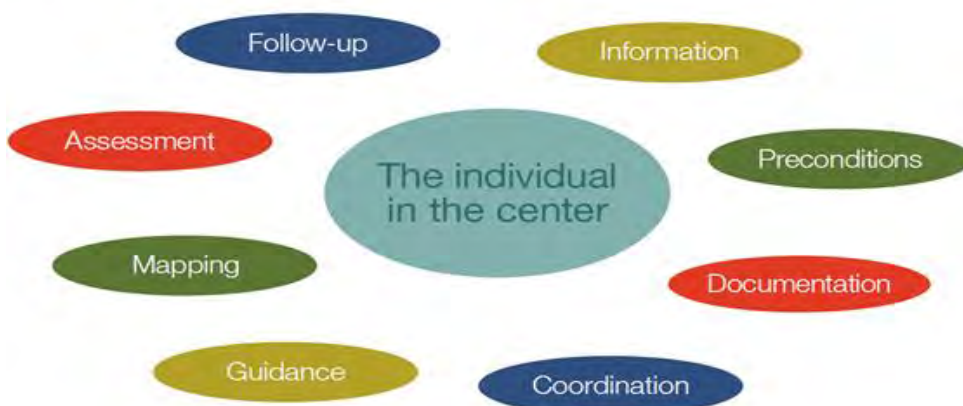 Follow-up
Information
Assessment
The individual
in the center
Preconditions
Mapping
Documentation
Guidance
Coordination